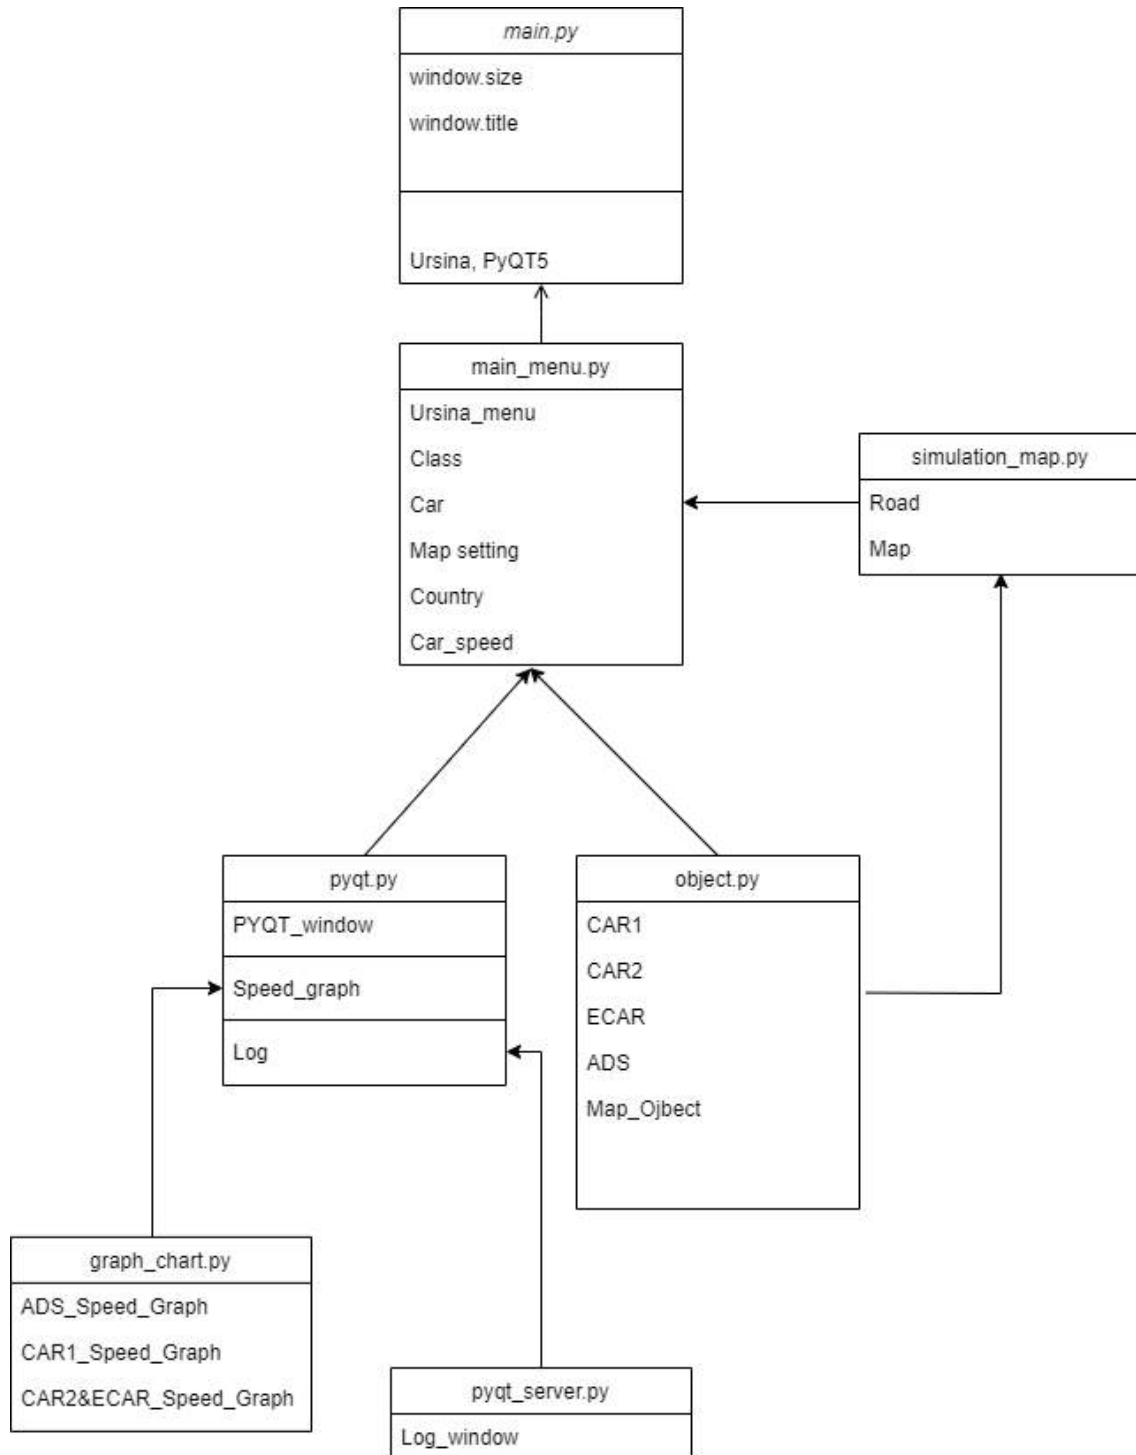 main.py
window.size
window.title
Ursina, PyQT5
main_menu.py
Ursina_menu
Class
Car
Map setting
Country
Car_speed
simulation_map.py
Road
Map
pyqt.py
PYQT_window
Speed_graph
Log
object.py
CAR1
CAR2
ECAR
ADS
Map_Ojbect
graph_chart.py
ADS_Speed_Graph
CAR1_Speed_Graph
CAR2&ECAR_Speed_Graph
pyqt_server.py
Log_window